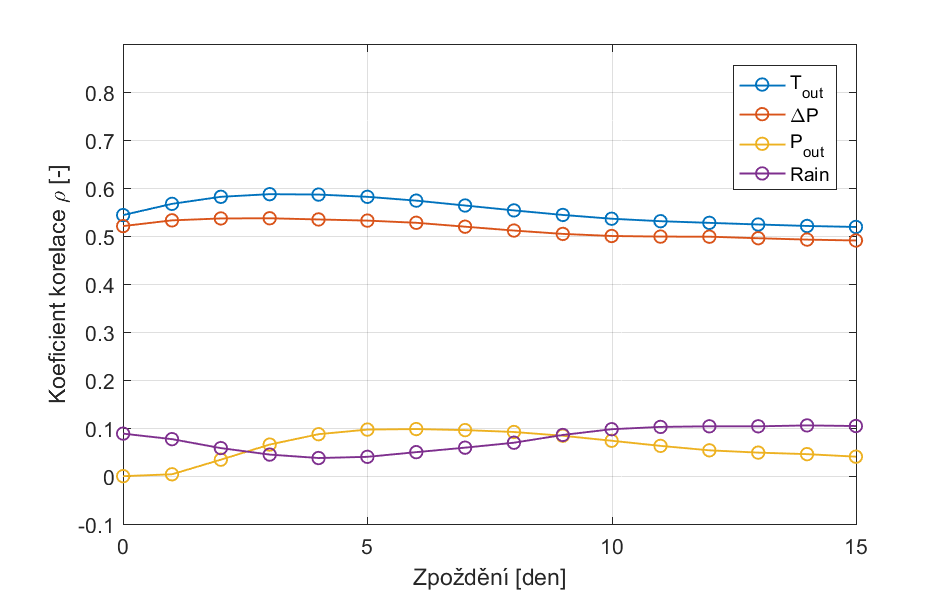 Koeficient korelace ρ [-]
0.8
0.7
0.6
0.5
0.4
0.3
0.2
0.1
0
-0.1
0
5
10
15
Zpoždění [den]
T_out
ΔP
P_out
Rain